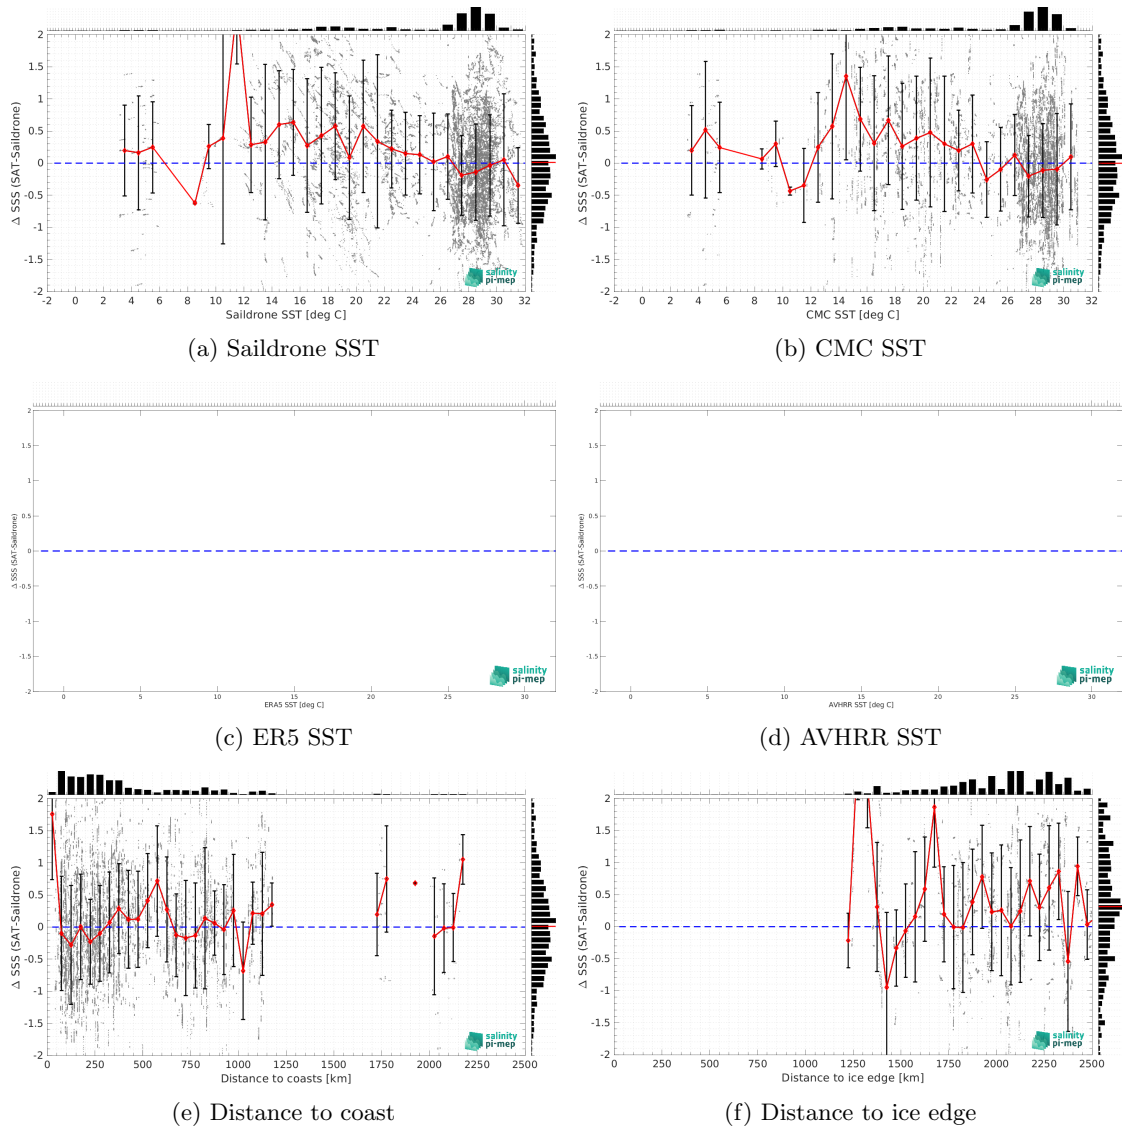 2
1.5
1
0.5
0
-0.5
-1
-1.5
-2
Δ SSS (SAT-Saildrone)
-2 0 2 4 6 8 10 12 14 16 18 20 22 24 26 28 30 32
Saildrone SST [deg C]
salinity
pi-mep
(a) Saildrone SST
2
1.5
1
0.5
0
-0.5
-1
-1.5
-2
Δ SSS (SAT-Saildrone)
-2 0 2 4 6 8 10 12 14 16 18 20 22 24 26 28 30 32
CMC SST [deg C]
salinity
pi-mep
(b) CMC SST
2
1.5
1
0.5
0
-0.5
-1
-1.5
-2
Δ SSS (SAT-Saildrone)
0 5 10 15 20 25 30
ERA5 SST [deg C]
salinity
pi-mep
(c) ER5 SST
2
1.5
1
0.5
0
-0.5
-1
-1.5
-2
Δ SSS (SAT-Saildrone)
0 5 10 15 20 25 30
AVHRR SST [deg C]
salinity
pi-mep
(d) AVHRR SST
2
1.5
1
0.5
0
-0.5
-1
-1.5
-2
Δ SSS (SAT-Saildrone)
0 250 500 750 1000 1250 1500 1750 2000 2250 2500
Distance to coasts [km]
salinity
pi-mep
(e) Distance to coast
2
1.5
1
0.5
0
-0.5
-1
-1.5
-2
Δ SSS (SAT-Saildrone)
0 250 500 750 1000 1250 1500 1750 2000 2250 2500
Distance to ice edge [km]
salinity
pi-mep
(f) Distance to ice edge